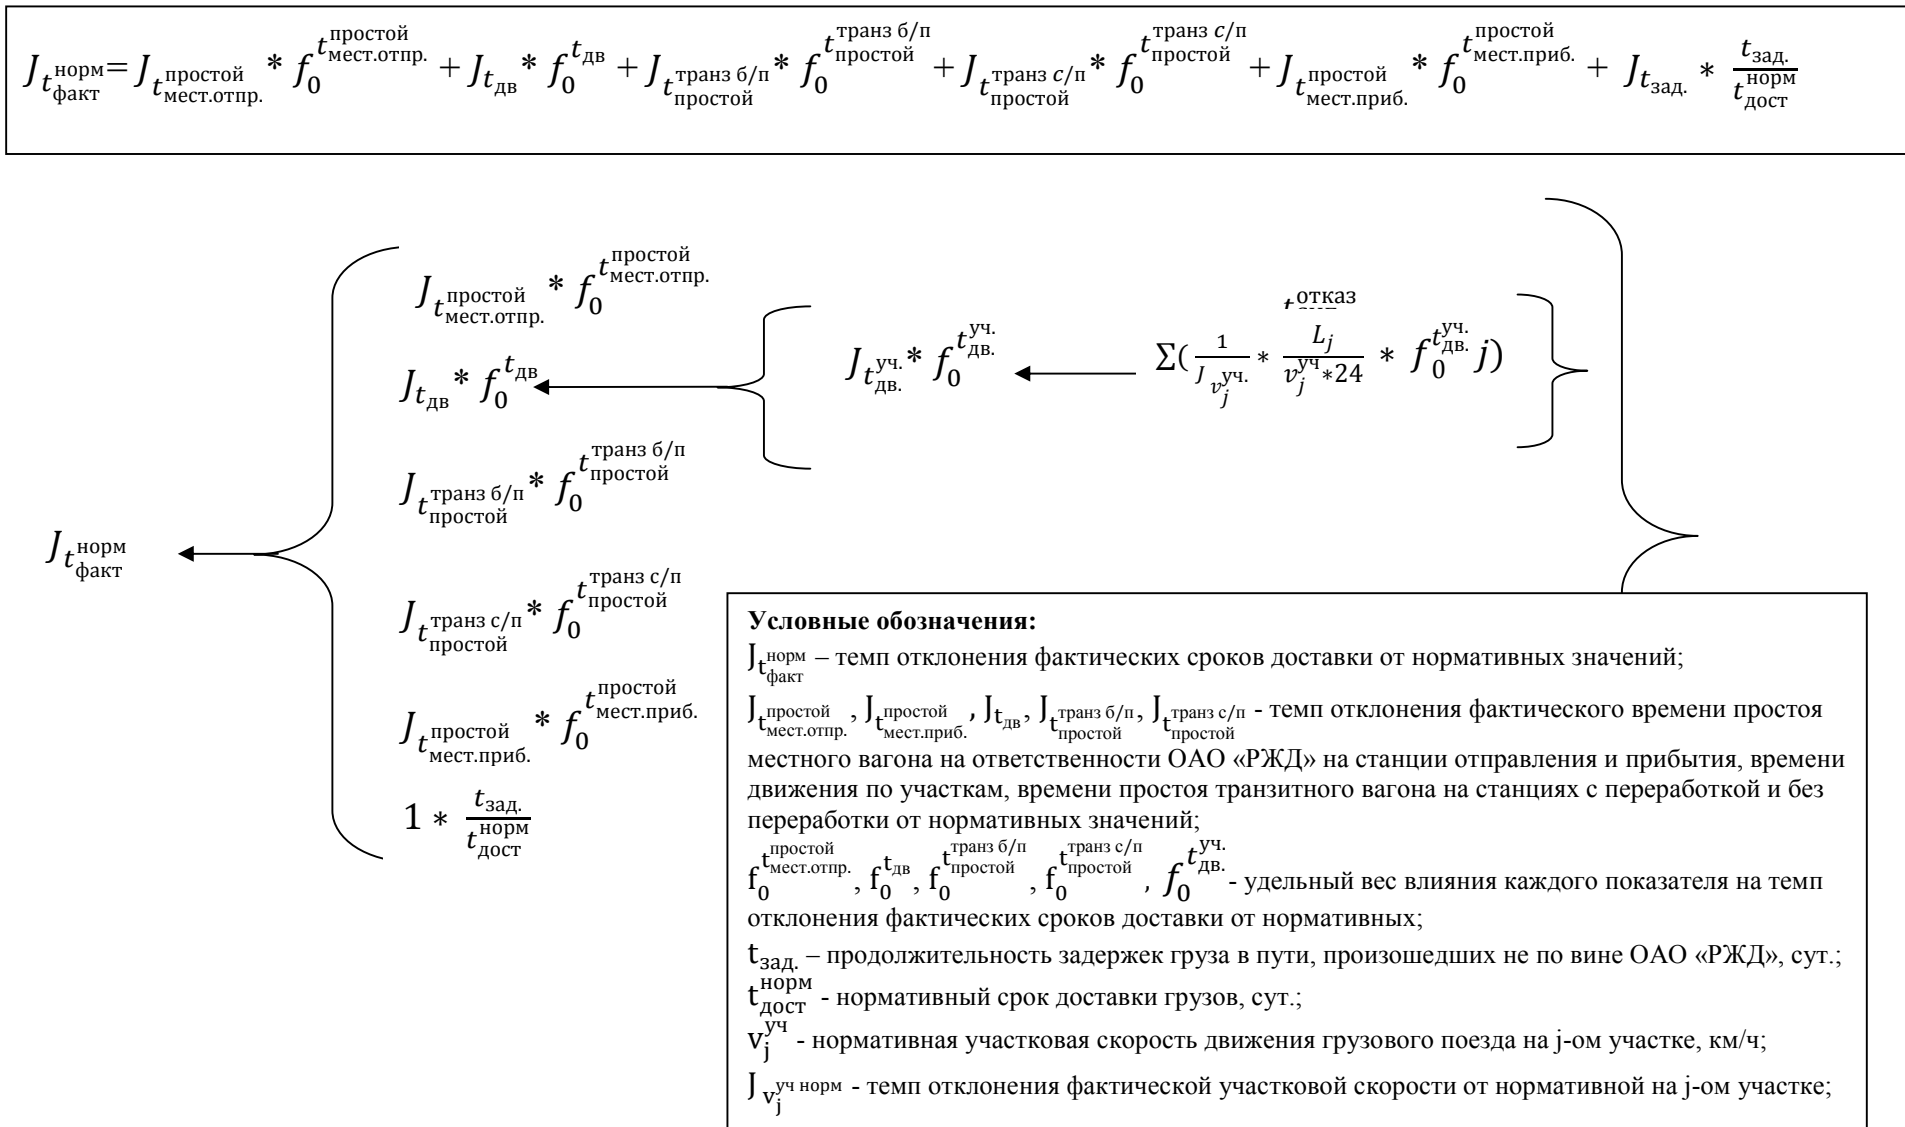 J_{t_{факт}^{норм}} = J_{t_{мест.отпр.}^{простой}} * f_0^{t_{мест.отпр.}^{простой}} + J_{t_{дв}} * f_0^{t_{дв}} + J_{t_{простой}^{транз б/п}} * f_0^{t_{простой}^{транз б/п}} + J_{t_{простой}^{транз с/п}} * f_0^{t_{простой}^{транз с/п}} + J_{t_{мест.приб.}^{простой}} * f_0^{t_{мест.приб.}^{простой}} + J_{t_{зад.}} * \frac{t_{зад.}}{t_{дост}^{норм}}
J_{t_{мест.отпр.}^{простой}} * f_0^{t_{мест.отпр.}^{простой}}
J_{t_{дв}} * f_0^{t_{дв}}
J_{t_{дв.}^{уч.}} * f_0^{t_{дв.}^{уч.}}
t^{отказ}
∑(\frac{1}{J_{v_j^{уч.}}} * \frac{L_j}{v_j^{уч}*24} * f_0^{t_{дв.}^{уч.}} j)
J_{t_{простой}^{транз б/п}} * f_0^{t_{простой}^{транз б/п}}
J_{t_{факт}^{норм}}
J_{t_{простой}^{транз с/п}} * f_0^{t_{простой}^{транз с/п}}
J_{t_{мест.приб.}^{простой}} * f_0^{t_{мест.приб.}^{простой}}
1 * \frac{t_{зад.}}{t_{дост}^{норм}}
Условные обозначения:
J_{t_{факт}^{норм}} – темп отклонения фактических сроков доставки от нормативных значений;
J_{t_{мест.отпр.}^{простой}}, J_{t_{мест.приб.}^{простой}}, J_{t_{дв}}, J_{t_{простой}^{транз б/п}}, J_{t_{простой}^{транз с/п}} - темп отклонения фактического времени простоя
местного вагона на ответственности ОАО «РЖД» на станции отправления и прибытия, времени
движения по участкам, времени простоя транзитного вагона на станциях с переработкой и без
переработки от нормативных значений;
f_0^{t_{мест.отпр.}^{простой}}, f_0^{t_{дв}}, f_0^{t_{простой}^{транз б/п}}, f_0^{t_{простой}^{транз с/п}}, f_0^{t_{дв.}^{уч.}} - удельный вес влияния каждого показателя на темп
отклонения фактических сроков доставки от нормативных;
t_{зад.} – продолжительность задержек груза в пути, произошедших не по вине ОАО «РЖД», сут.;
t_{дост}^{норм} - нормативный срок доставки грузов, сут.;
v_j^{уч} - нормативная участковая скорость движения грузового поезда на j-ом участке, км/ч;
J_{v_j^{уч норм}} - темп отклонения фактической участковой скорости от нормативной на j-ом участке;